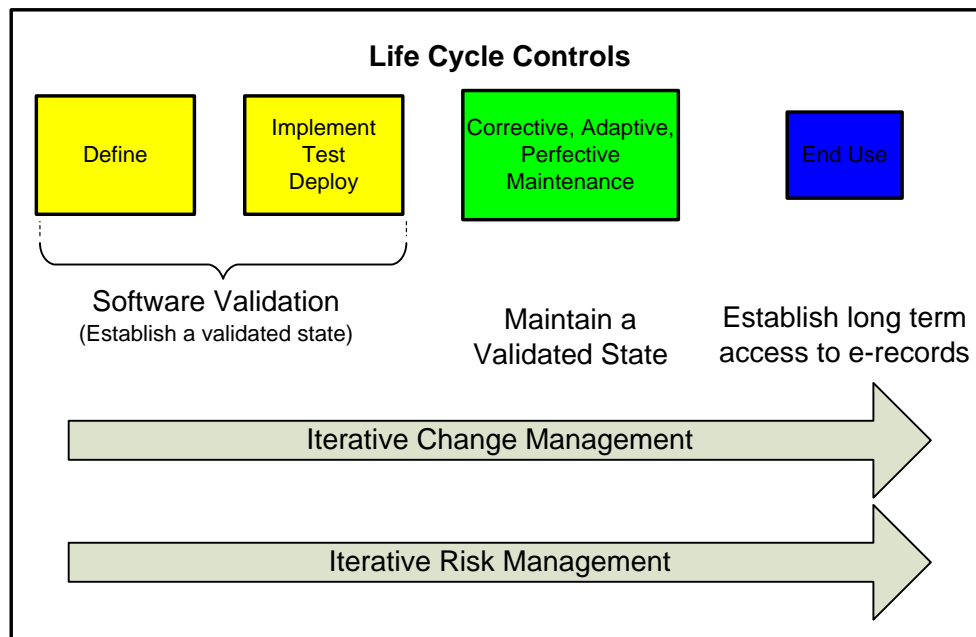 Life Cycle Controls
Define
Implement
Test
Deploy
Corrective, Adaptive,
Perfective
Maintenance
End Use
Software Validation
(Establish a validated state)
Maintain a
Validated State
Establish long term
access to e-records
Iterative Change Management
Iterative Risk Management